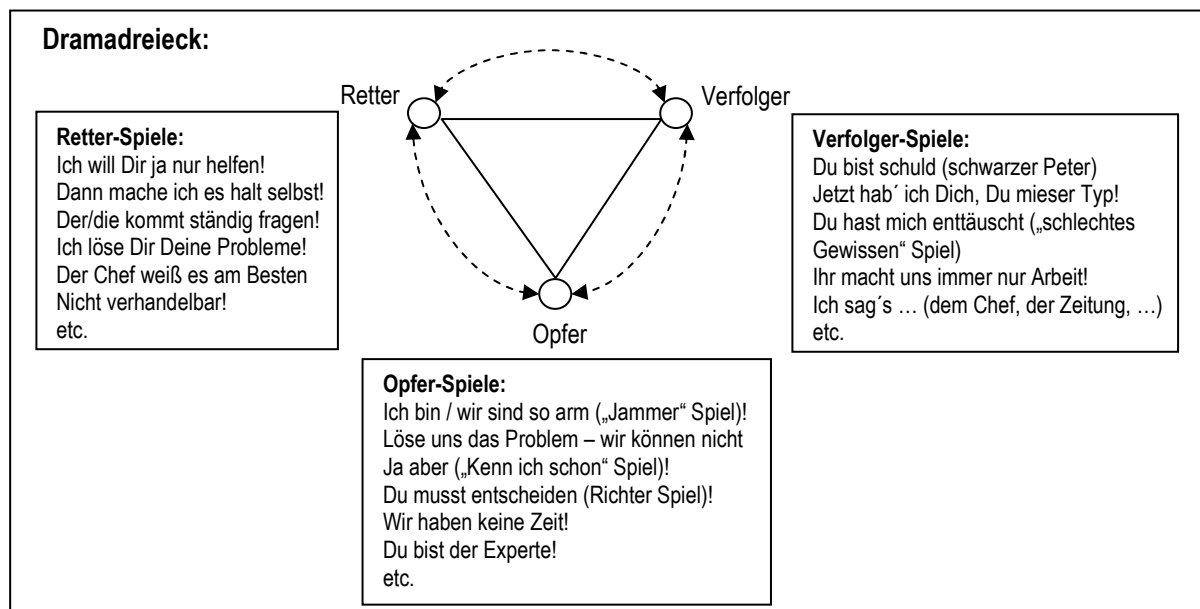 Dramadreieck:
Retter
Verfolger
Retter-Spiele:
Ich will Dir ja nur helfen!
Dann mache ich es halt selbst!
Der/die kommt ständig fragen!
Ich löse Dir Deine Probleme!
Der Chef weiß es am Besten
Nicht verhandelbar!
etc.
Verfolger-Spiele:
Du bist schuld (schwarzer Peter)
Jetzt hab´ ich Dich, Du mieser Typ!
Du hast mich enttäuscht („schlechtes
Gewissen“ Spiel)
Ihr macht uns immer nur Arbeit!
Ich sag´s … (dem Chef, der Zeitung, …)
etc.
Opfer
Opfer-Spiele:
Ich bin / wir sind so arm („Jammer“ Spiel)!
Löse uns das Problem – wir können nicht
Ja aber („Kenn ich schon“ Spiel)!
Du musst entscheiden (Richter Spiel)!
Wir haben keine Zeit!
Du bist der Experte!
etc.